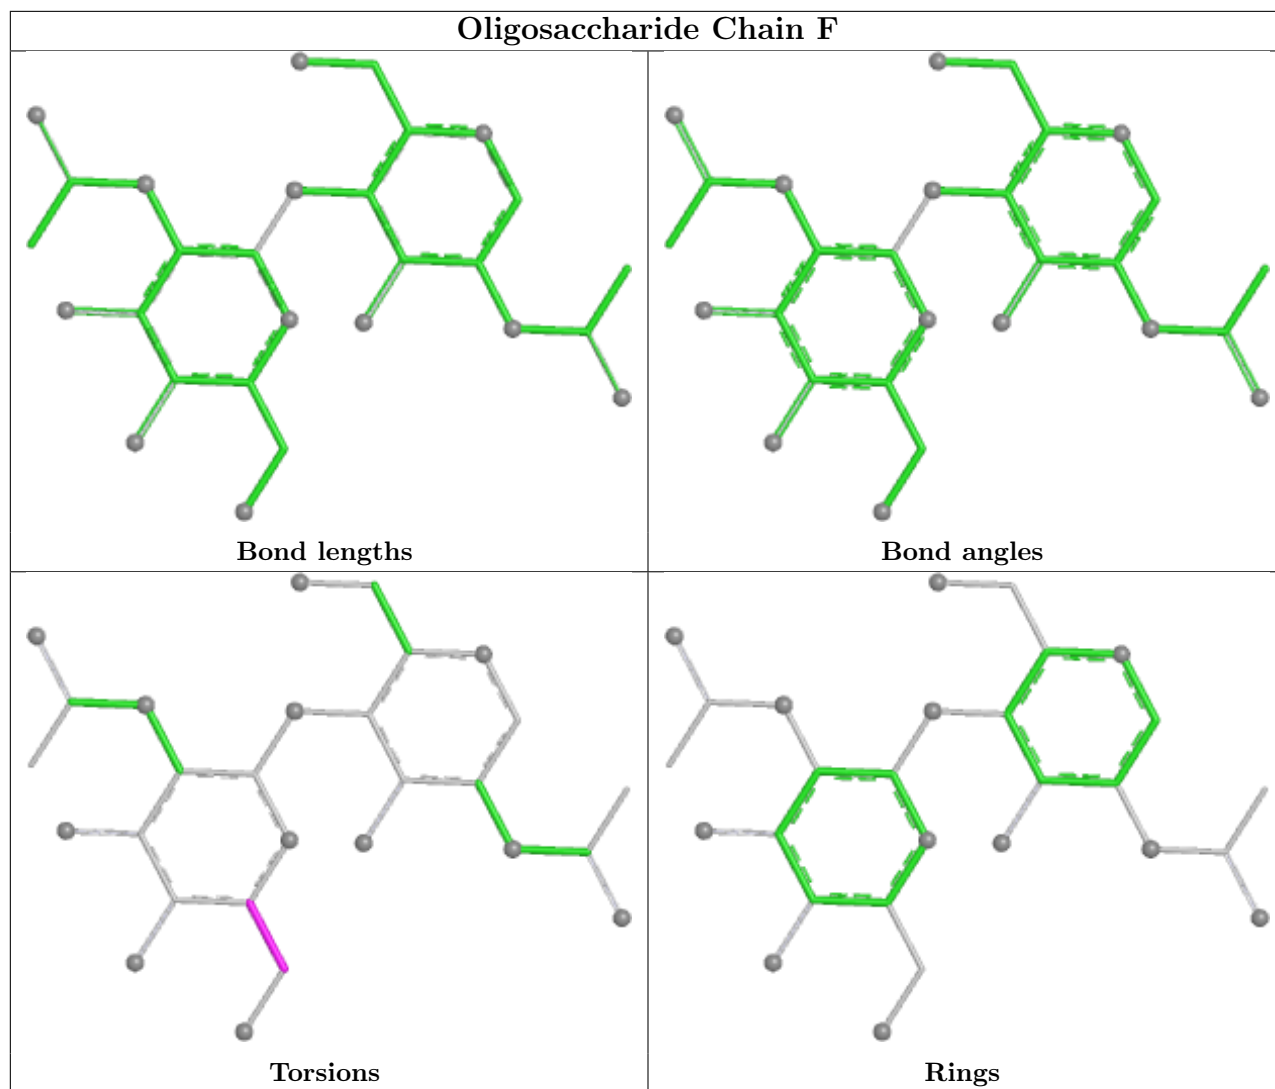 Oligosaccharide Chain F
Bond lengths
Bond angles
Torsions
Rings